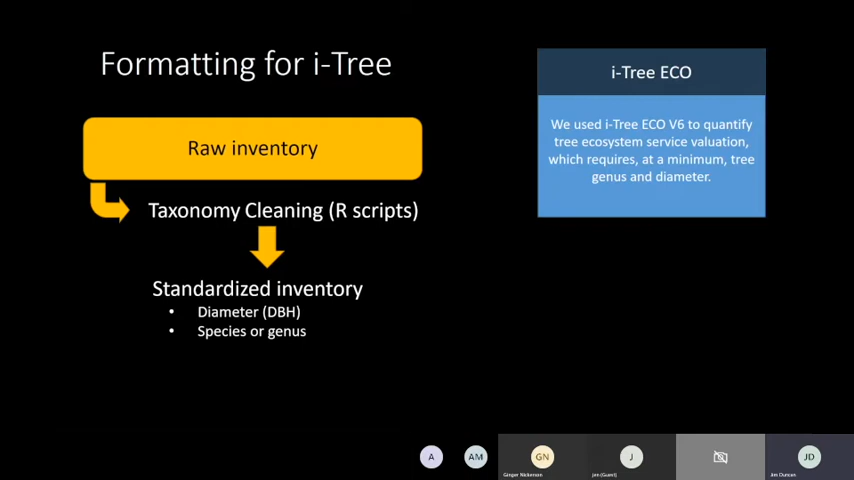 Formatting for i-Tree
Raw inventory
Taxonomy Cleaning (R scripts)
Standardized inventory
• Diameter (DBH)
• Species or genus
i-Tree ECO
We used i-Tree ECO V6 to quantify
tree ecosystem service valuation,
which requires, at a minimum, tree
genus and diameter.
A
AM
GN
Ginger Nickerson
J
jen (Guest)
JD
Jim Duncan